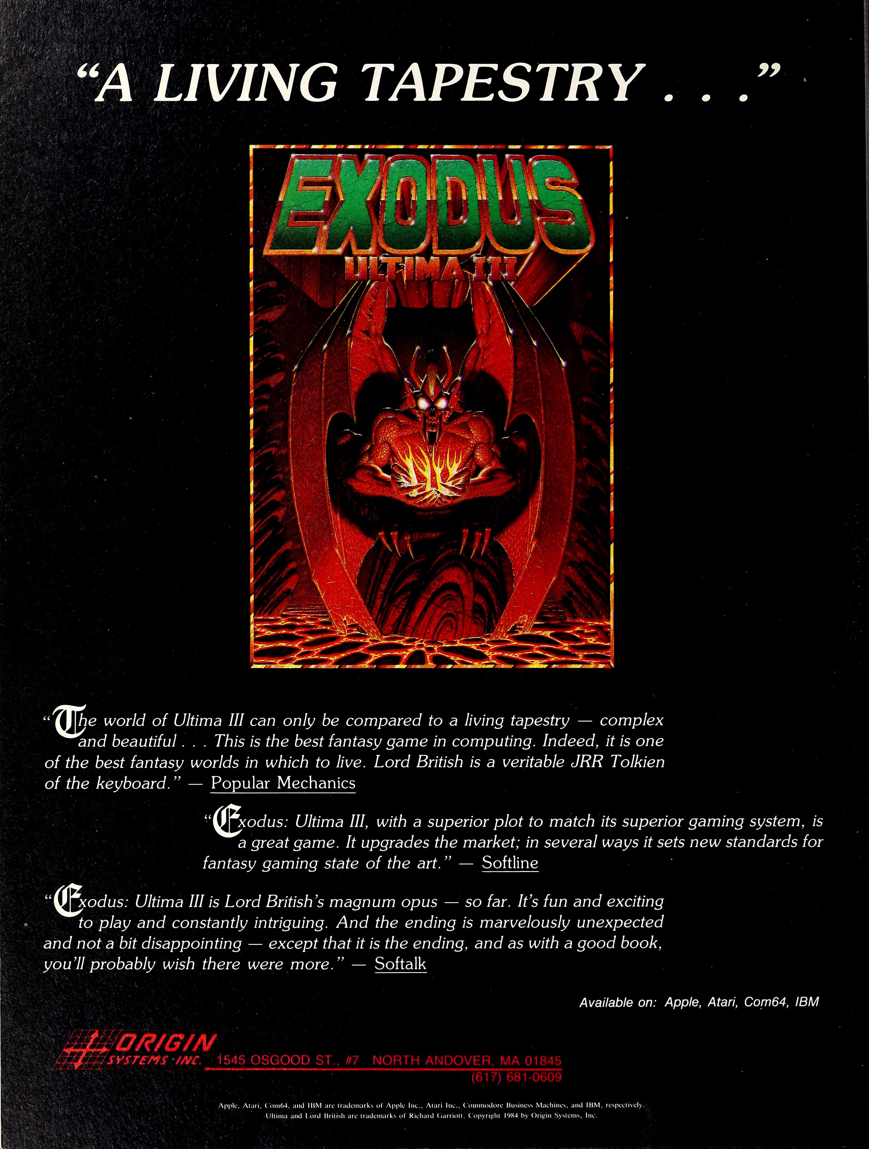 “A LIVING TAPESTRY . . .”
EXODUS
ULTIMA III
“The world of Ultima III can only be compared to a living tapestry — complex
and beautiful . . . This is the best fantasy game in computing. Indeed, it is one
of the best fantasy worlds in which to live. Lord British is a veritable JRR Tolkien
of the keyboard.” — Popular Mechanics
“Exodus: Ultima III, with a superior plot to match its superior gaming system, is
a great game. It upgrades the market; in several ways it sets new standards for
fantasy gaming state of the art.” — Softline
“Exodus: Ultima III is Lord British’s magnum opus — so far. It’s fun and exciting
to play and constantly intriguing. And the ending is marvelously unexpected
and not a bit disappointing — except that it is the ending, and as with a good book,
you’ll probably wish there were more.” — Softalk
Available on: Apple, Atari, Com64, IBM
ORIGIN
SYSTEMS INC.
1545 OSGOOD ST., #7 NORTH ANDOVER, MA 01845
(617) 681-0609
Apple, Atari, Com64, and IBM are trademarks of Apple Inc., Atari Inc., Commodore Business Machines, and IBM, respectively.
Ultima and Lord British are trademarks of Richard Garriott. Copyright 1984 by Origin Systems, Inc.